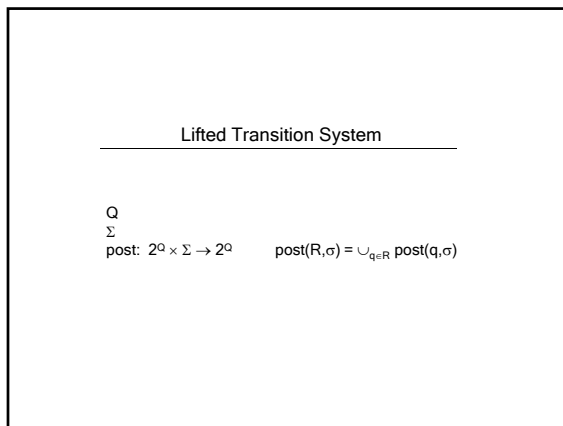 Lifted Transition System
Q
Σ
post: 2^Q × Σ → 2^Q post(R,σ) = ∪_{q∈R} post(q,σ)